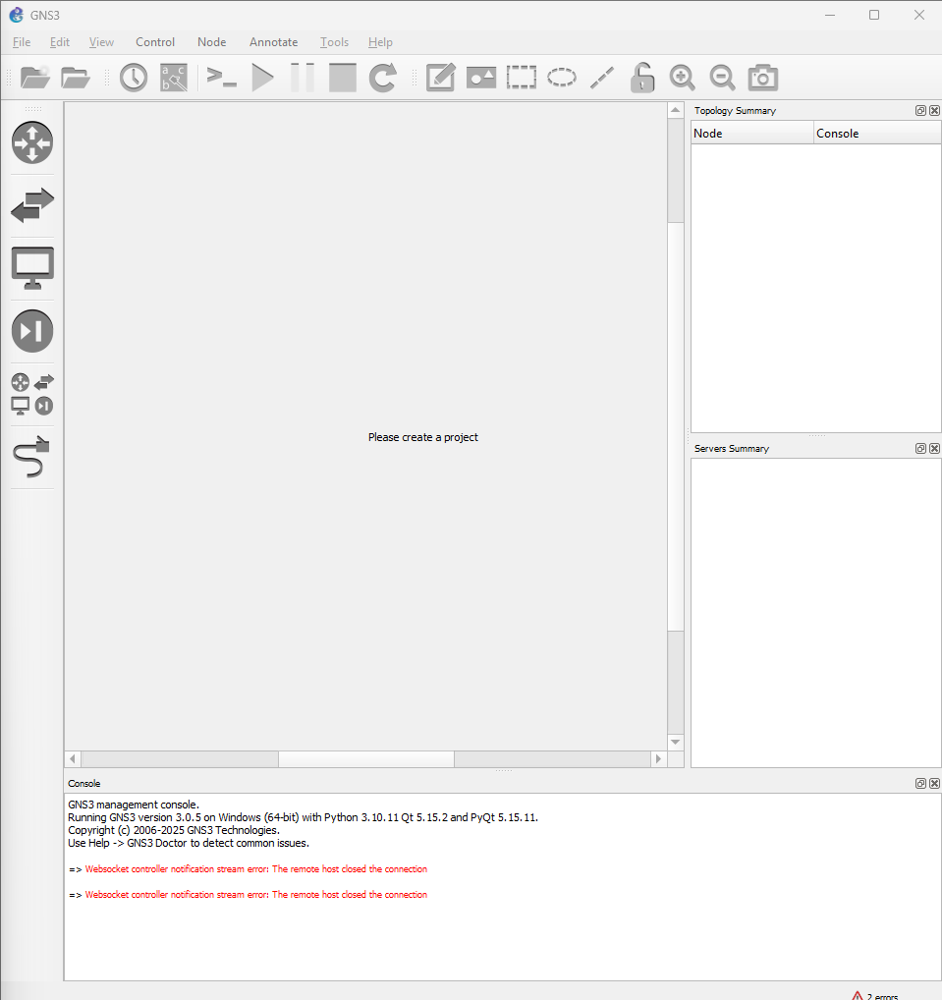 GNS3
File Edit View Control Node Annotate Tools Help
a c
b
>_
Topology Summary
Node Console
Please create a project
Servers Summary
Console
GNS3 management console.
Running GNS3 version 3.0.5 on Windows (64-bit) with Python 3.10.11 Qt 5.15.2 and PyQt 5.15.11.
Copyright (c) 2006-2025 GNS3 Technologies.
Use Help -> GNS3 Doctor to detect common issues.
=> Websocket controller notification stream error: The remote host closed the connection
=> Websocket controller notification stream error: The remote host closed the connection
2 errors